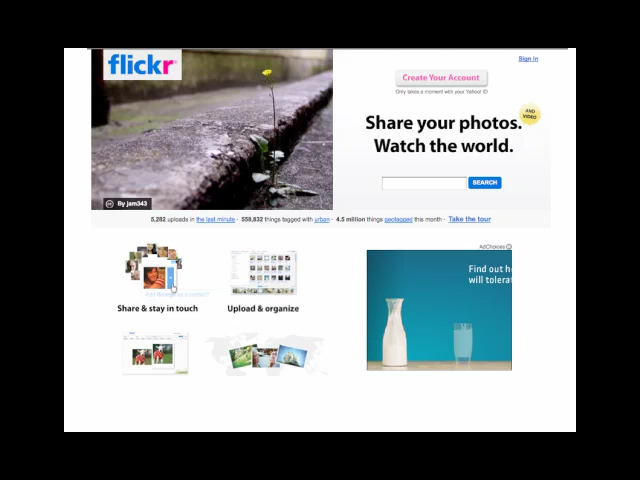 flickr
Sign In
Create Your Account
Only takes a moment with your Yahoo! ID
Share your photos.
AND VIDEO
Watch the world.
SEARCH
By jam343
5,282 uploads in the last minute · 558,832 things tagged with urban · 4.5 million things geotagged this month · Take the tour
AdChoices
Find out h
will tolerat
Share & stay in touch
Upload & organize